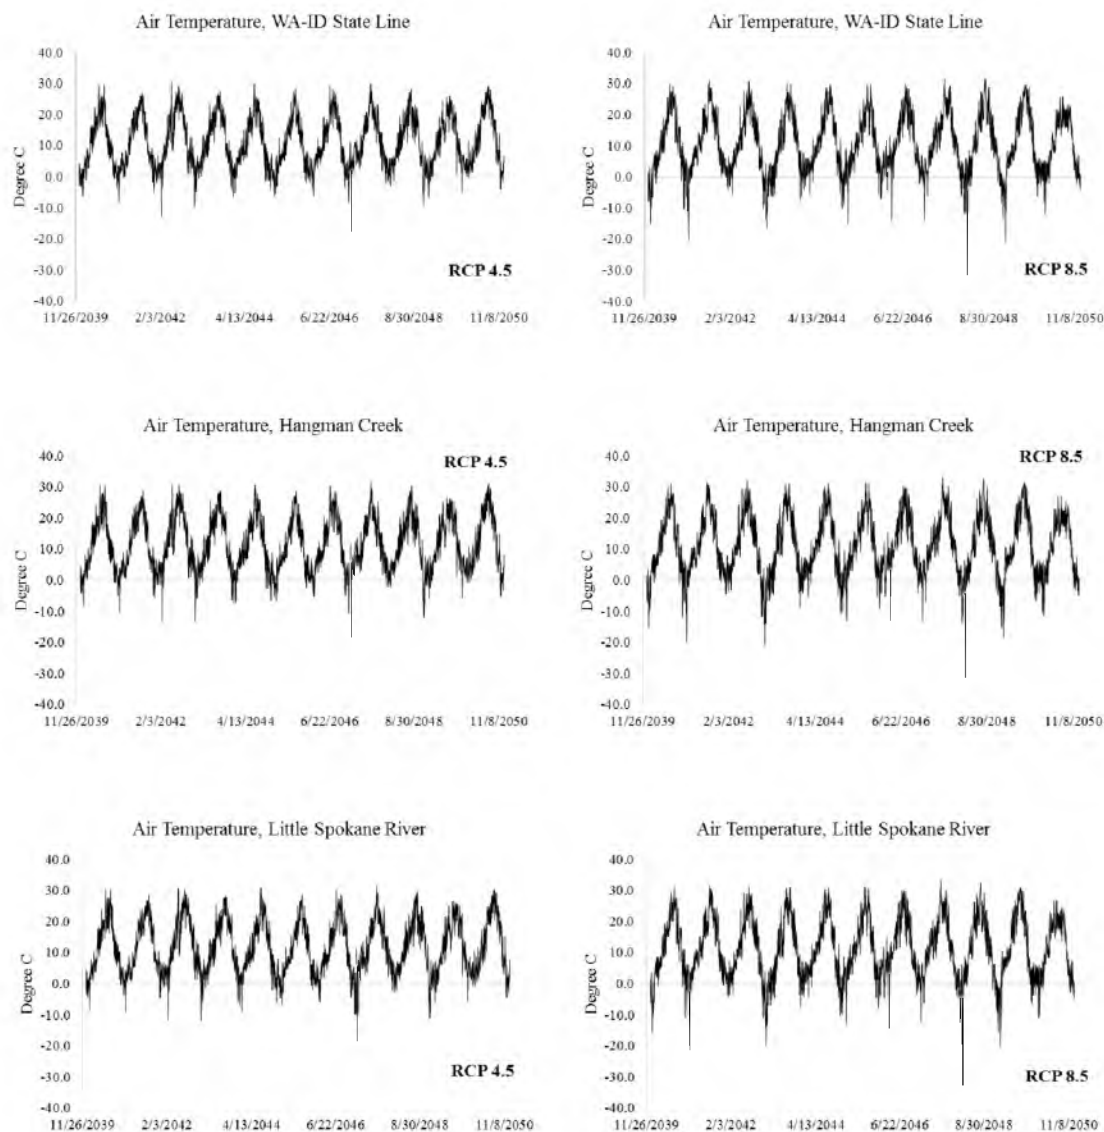 Air Temperature, WA-ID State Line
40.0
30.0
20.0
10.0
0.0
-10.0
-20.0
-30.0
-40.0
Degree C
RCP 4.5
11/26/2039 2/3/2042 4/13/2044 6/22/2046 8/30/2048 11/8/2050
Air Temperature, WA-ID State Line
40.0
30.0
20.0
10.0
0.0
-10.0
-20.0
-30.0
-40.0
Degree C
RCP 8.5
11/26/2039 2/3/2042 4/13/2044 6/22/2046 8/30/2048 11/8/2050
Air Temperature, Hangman Creek
40.0
30.0
20.0
10.0
0.0
-10.0
-20.0
-30.0
-40.0
Degree C
RCP 4.5
11/26/2039 2/3/2042 4/13/2044 6/22/2046 8/30/2048 11/8/2050
Air Temperature, Hangman Creek
40.0
30.0
20.0
10.0
0.0
-10.0
-20.0
-30.0
-40.0
Degree C
RCP 8.5
11/26/2039 2/3/2042 4/13/2044 6/22/2046 8/30/2048 11/8/2050
Air Temperature, Little Spokane River
40.0
30.0
20.0
10.0
0.0
-10.0
-20.0
-30.0
-40.0
Degree C
RCP 4.5
11/26/2039 2/3/2042 4/13/2044 6/22/2046 8/30/2048 11/8/2050
Air Temperature, Little Spokane River
40.0
30.0
20.0
10.0
0.0
-10.0
-20.0
-30.0
-40.0
Degree C
RCP 8.5
11/26/2039 2/3/2042 4/13/2044 6/22/2046 8/30/2048 11/8/2050